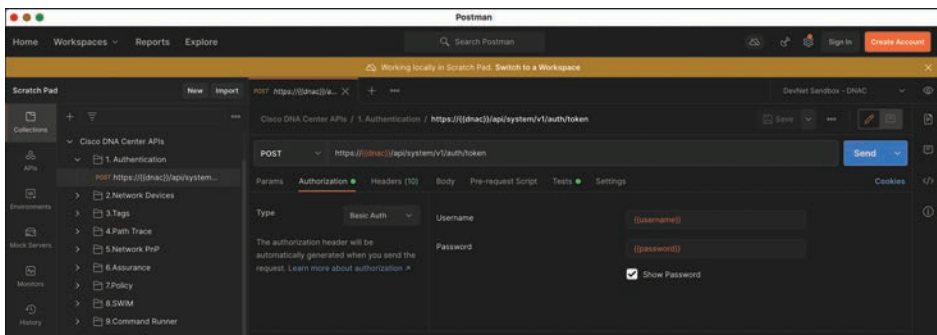 Postman
Home Workspaces Reports Explore Search Postman Sign In Create Account
Working locally in Scratch Pad. Switch to a Workspace
Scratch Pad New Import POST https://{{dnac}}/a... DevNet Sandbox - DNAC
Collections
APIs
Environments
Mock Servers
Monitors
History
Cisco DNA Center APIs
1. Authentication
POST https://{{dnac}}/api/system...
2.Network Devices
3.Tags
4.Path Trace
5.Network PnP
6.Assurance
7.Policy
8.SWIM
9.Command Runner
Cisco DNA Center APIs / 1. Authentication / https://{{dnac}}/api/system/v1/auth/token Save
POST https://{{dnac}}/api/system/v1/auth/token Send
Params Authorization Headers (10) Body Pre-request Script Tests Settings Cookies
Type Basic Auth
The authorization header will be
automatically generated when you send the
request. Learn more about authorization
Username {{username}}
Password {{password}}
Show Password